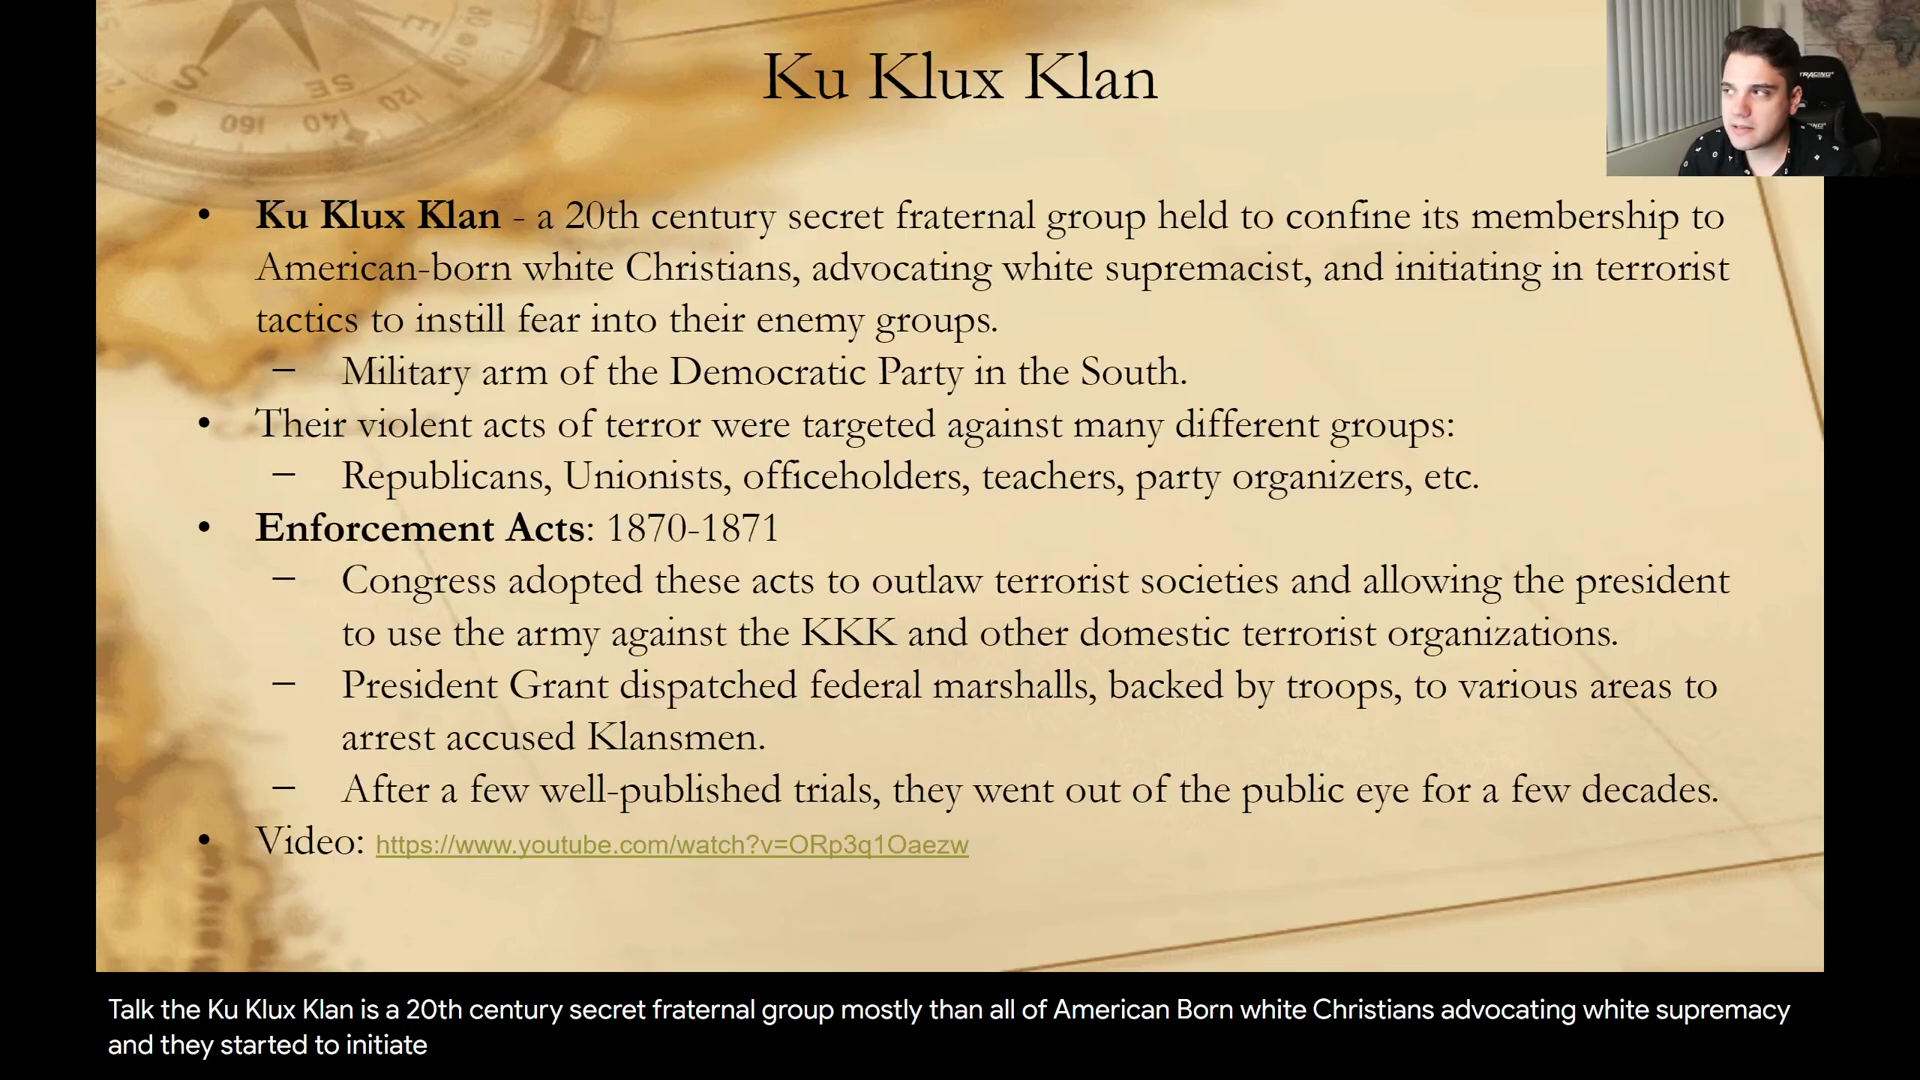 Ku Klux Klan
• Ku Klux Klan - a 20th century secret fraternal group held to confine its membership to
American-born white Christians, advocating white supremacist, and initiating in terrorist
tactics to instill fear into their enemy groups.
– Military arm of the Democratic Party in the South.
• Their violent acts of terror were targeted against many different groups:
– Republicans, Unionists, officeholders, teachers, party organizers, etc.
• Enforcement Acts: 1870-1871
– Congress adopted these acts to outlaw terrorist societies and allowing the president
to use the army against the KKK and other domestic terrorist organizations.
– President Grant dispatched federal marshalls, backed by troops, to various areas to
arrest accused Klansmen.
– After a few well-published trials, they went out of the public eye for a few decades.
• Video: https://www.youtube.com/watch?v=ORp3q1Oaezw
Talk the Ku Klux Klan is a 20th century secret fraternal group mostly than all of American Born white Christians advocating white supremacy
and they started to initiate
S
SE
160
140
120